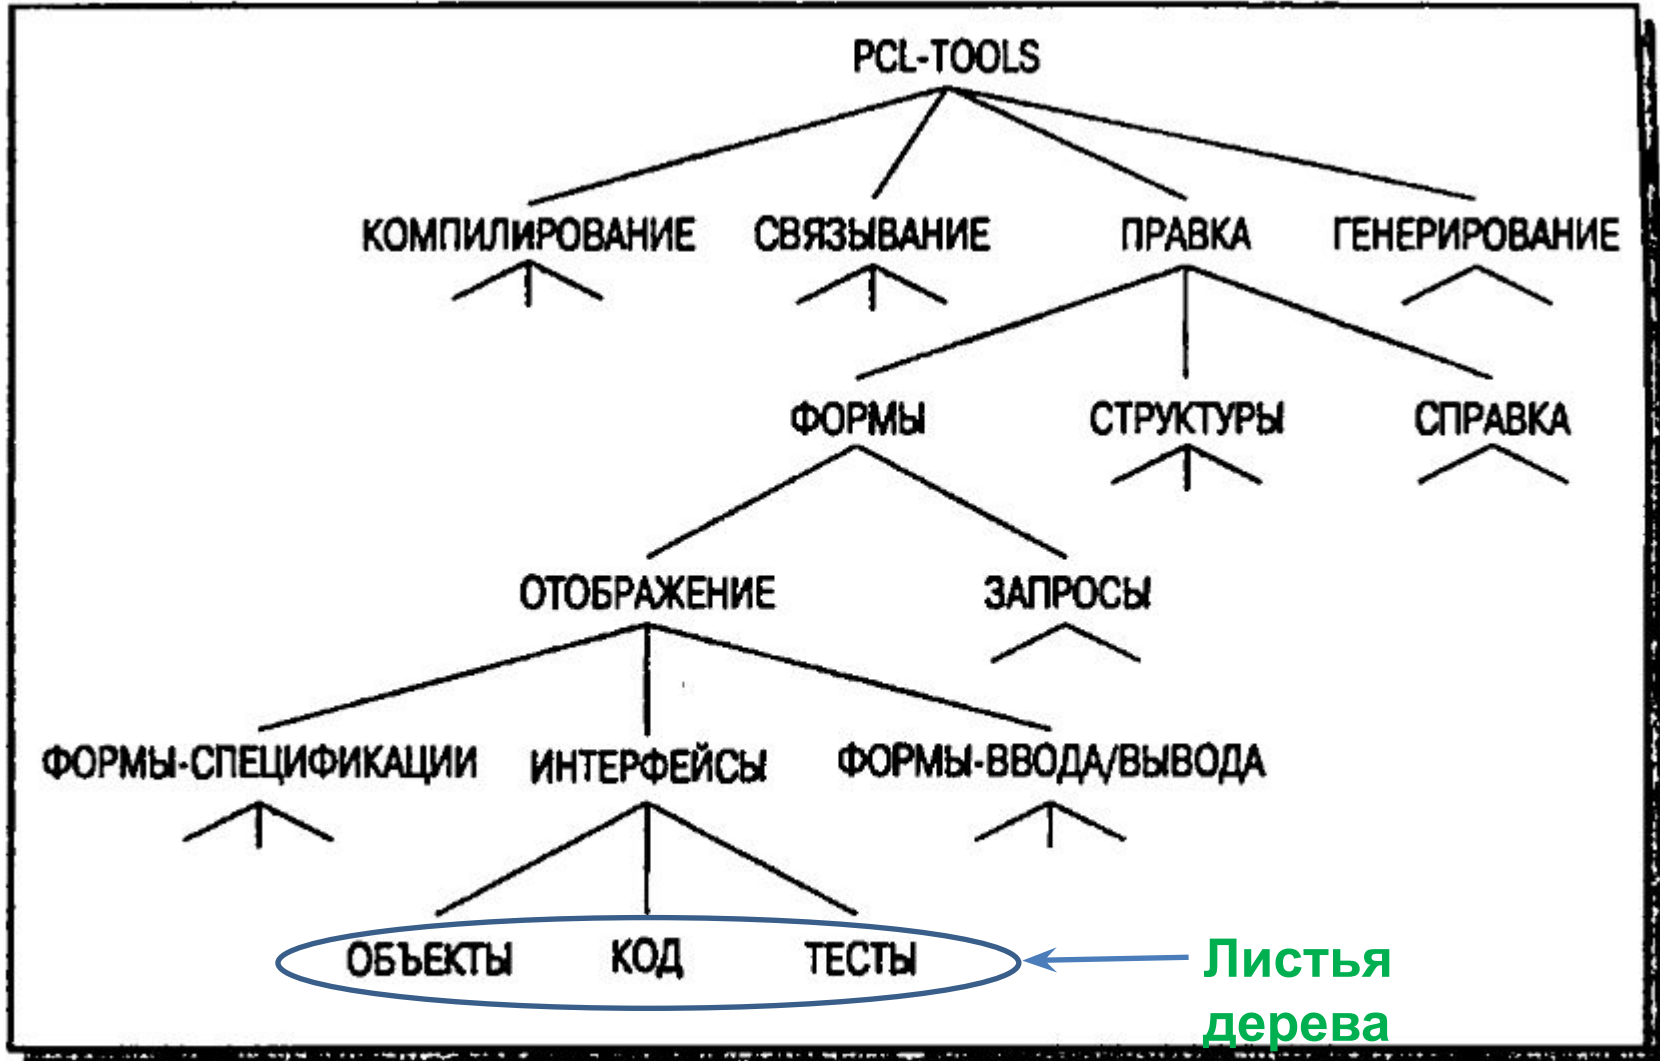 PCL-TOOLS
КОМПИЛИРОВАНИЕ СВЯЗЫВАНИЕ ПРАВКА ГЕНЕРИРОВАНИЕ
ФОРМЫ СТРУКТУРЫ СПРАВКА
ОТОБРАЖЕНИЕ ЗАПРОСЫ
ФОРМЫ-СПЕЦИФИКАЦИИ ИНТЕРФЕЙСЫ ФОРМЫ-ВВОДА/ВЫВОДА
ОБЪЕКТЫ КОД ТЕСТЫ
Листья
дерева